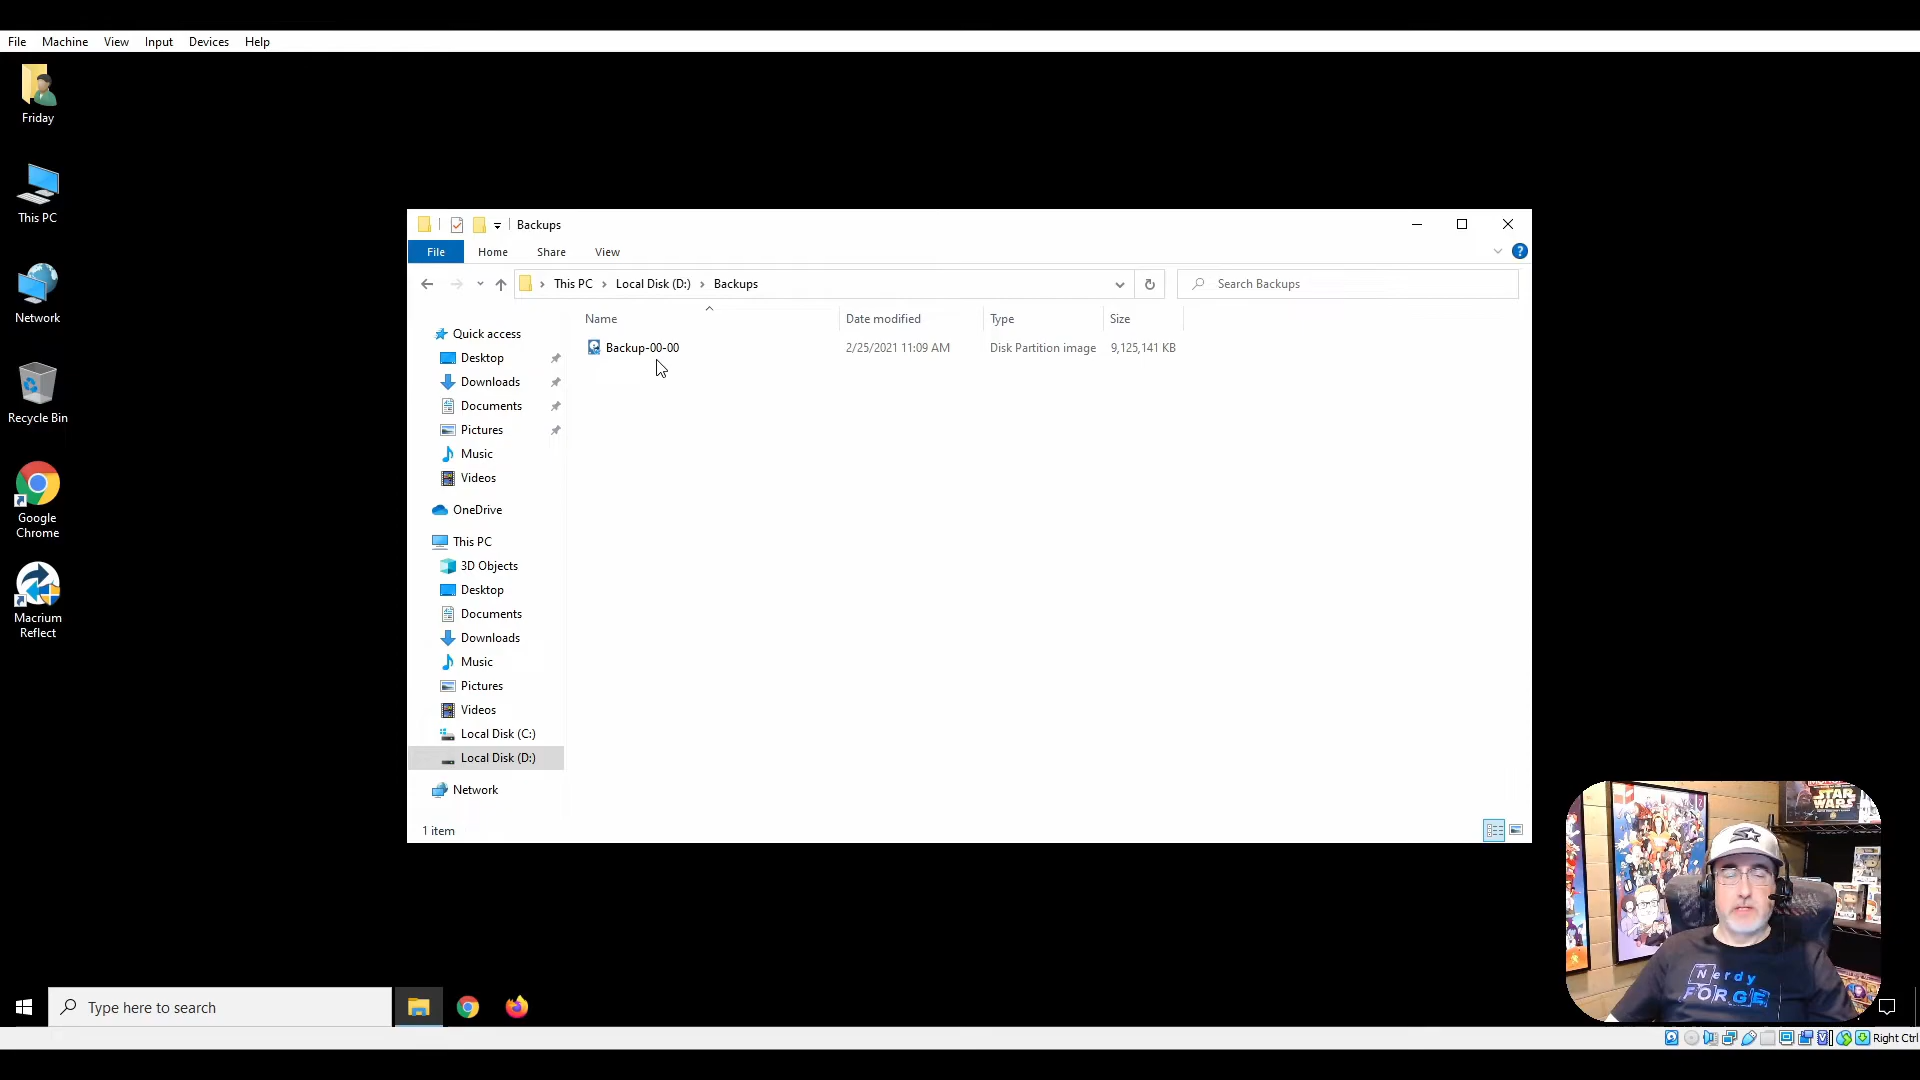 File Machine View Input Devices Help
Friday
This PC
Network
Recycle Bin
Google
Chrome
Macrium
Reflect
Backups
File Home Share View
This PC > Local Disk (D:) > Backups
Search Backups
Name Date modified Type Size
Backup-00-00 2/25/2021 11:09 AM Disk Partition image 9,125,141 KB
Quick access
Desktop
Downloads
Documents
Pictures
Music
Videos
OneDrive
This PC
3D Objects
Desktop
Documents
Downloads
Music
Pictures
Videos
Local Disk (C:)
Local Disk (D:)
Network
1 item
STAR
WARS
Nerdy
FORGE
Type here to search
Right Ctrl